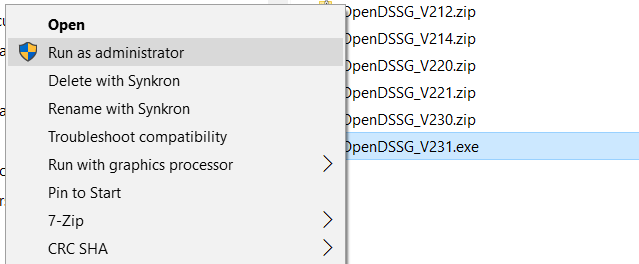 Open
Run as administrator
Delete with Synkron
Rename with Synkron
Troubleshoot compatibility
Run with graphics processor
Pin to Start
7-Zip
CRC SHA
OpenDSSG_V212.zip
OpenDSSG_V214.zip
OpenDSSG_V220.zip
OpenDSSG_V221.zip
OpenDSSG_V230.zip
OpenDSSG_V231.exe